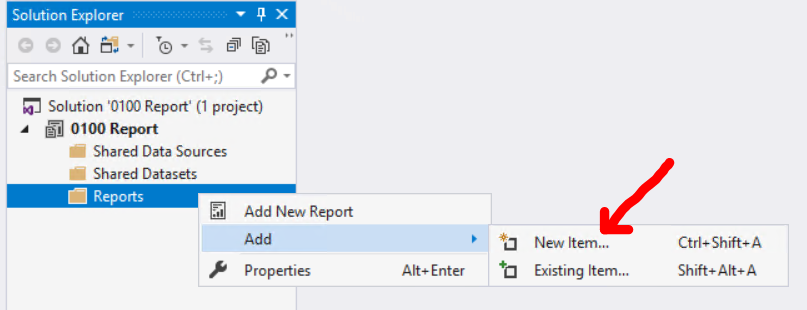 Solution Explorer
Search Solution Explorer (Ctrl+;)
Solution '0100 Report' (1 project)
0100 Report
Shared Data Sources
Shared Datasets
Reports
Add New Report
Add
Properties Alt+Enter
New Item... Ctrl+Shift+A
Existing Item... Shift+Alt+A